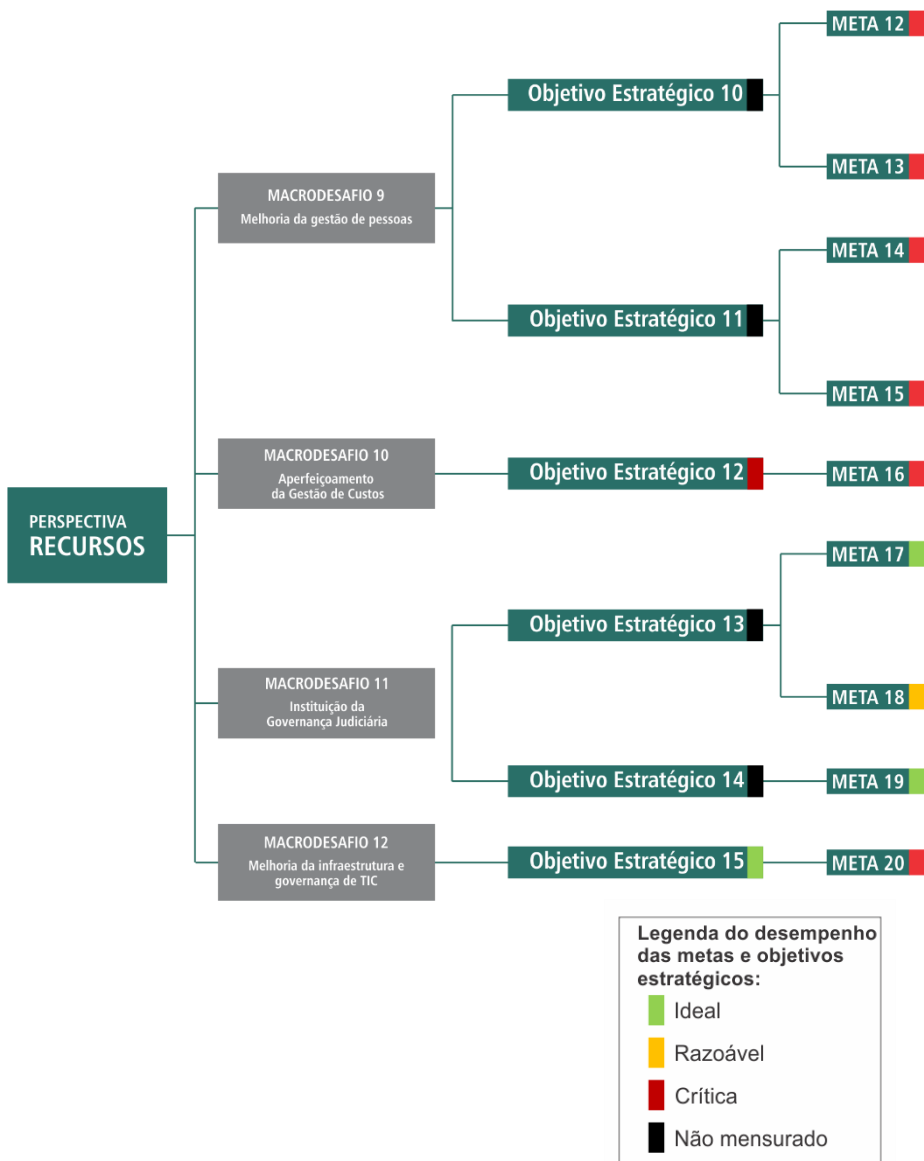 PERSPECTIVA
RECURSOS
MACRODESAFIO 9
Melhoria da gestão de pessoas
Objetivo Estratégico 10
META 12
META 13
Objetivo Estratégico 11
META 14
META 15
MACRODESAFIO 10
Aperfeiçoamento
da Gestão de Custos
Objetivo Estratégico 12
META 16
MACRODESAFIO 11
Instituição da
Governança Judiciária
Objetivo Estratégico 13
META 17
META 18
Objetivo Estratégico 14
META 19
MACRODESAFIO 12
Melhoria da infraestrutura e
governança de TIC
Objetivo Estratégico 15
META 20
Legenda do desempenho
das metas e objetivos
estratégicos:
Ideal
Razoável
Crítica
Não mensurado